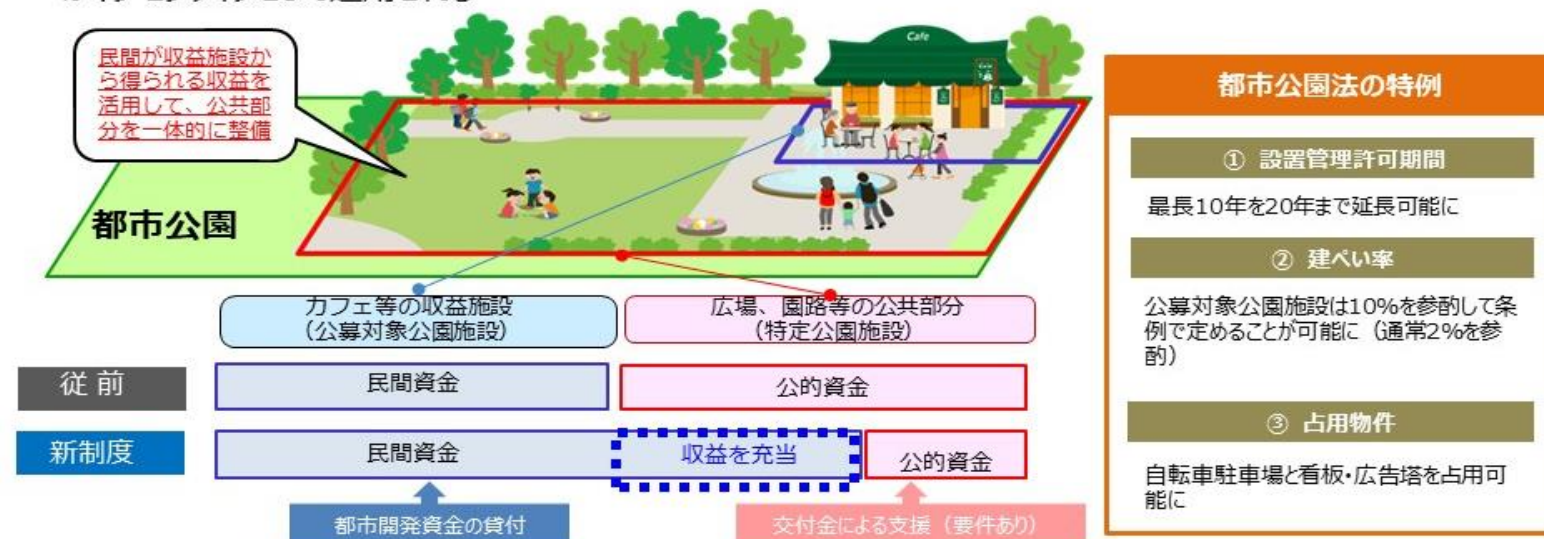 民間が収益施設か
ら得られる収益を
活用して、公共部
分を一体的に整備
Cafe
都市公園
カフェ等の収益施設
（公募対象公園施設）
広場、園路等の公共部分
（特定公園施設）
従前
民間資金
公的資金
新制度
民間資金
収益を充当
公的資金
都市開発資金の貸付
交付金による支援（要件あり）
都市公園法の特例
① 設置管理許可期間
最長10年を20年まで延長可能に
② 建ぺい率
公募対象公園施設は10%を参酌して条
例で定めることが可能に（通常2%を参
酌）
③ 占用物件
自転車駐車場と看板・広告塔を占用可
能に